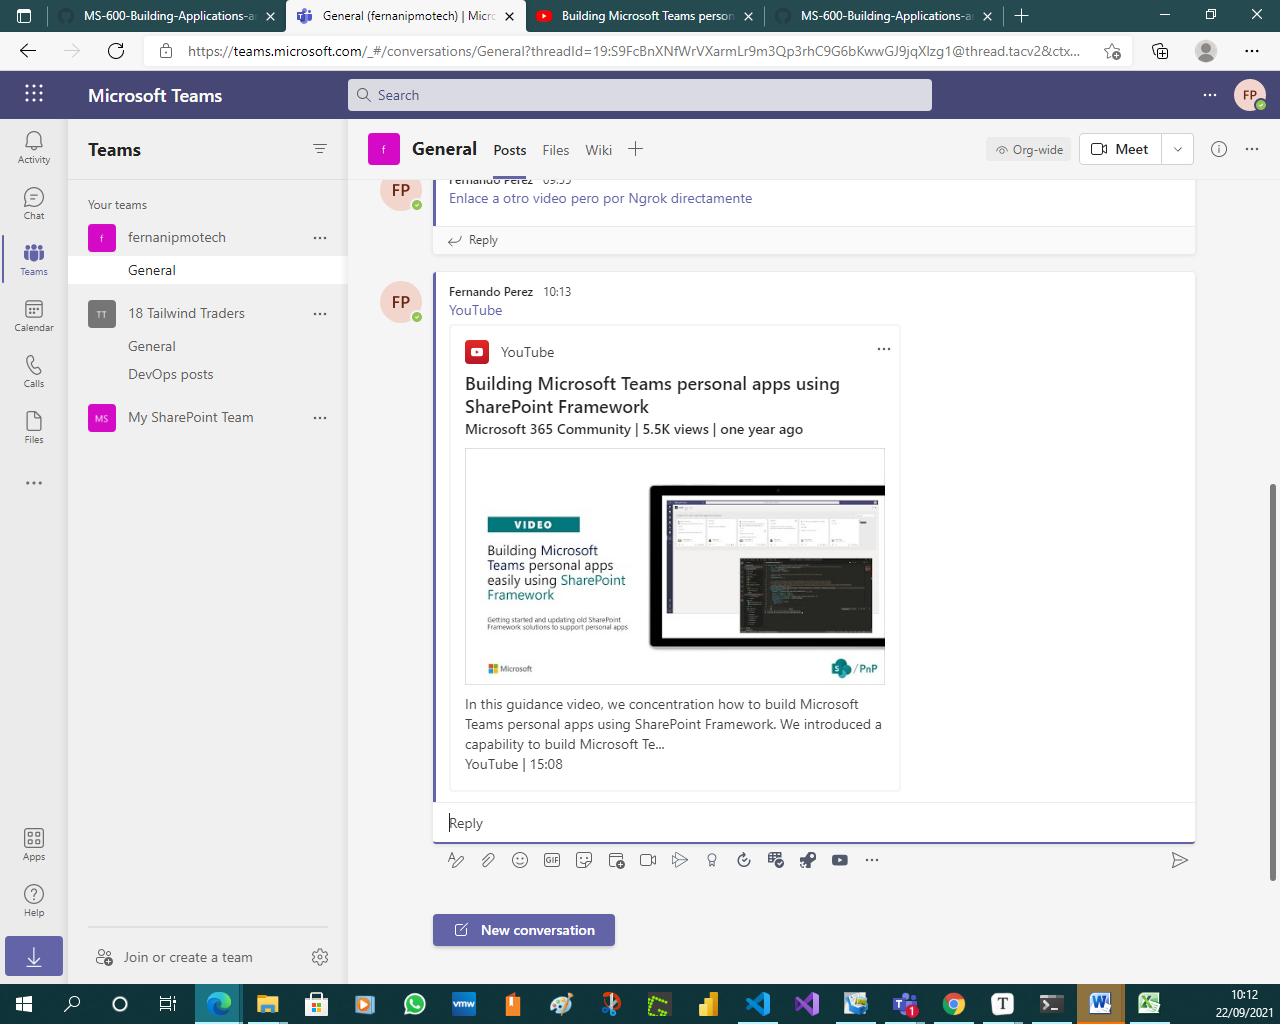 MS-600-Building-Applications-a
General (fernanipmotech) | Micr
Building Microsoft Teams person
MS-600-Building-Applications-a
https://teams.microsoft.com/_#/conversations/General?threadId=19:S9FcBnXNfWrVXarmLr9m3Qp3rhC9G6bKwwGJ9jqXlzg1@thread.tacv2&ctx...
Microsoft Teams
Search
FP
Activity
Chat
Teams
Calendar
Calls
Files
Apps
Help
Teams
Your teams
f
fernanipmotech
General
TT
18 Tailwind Traders
General
DevOps posts
MS
My SharePoint Team
Join or create a team
f
General
Posts
Files
Wiki
Org-wide
Meet
FP
Fernando Perez
Enlace a otro video pero por Ngrok directamente
Reply
FP
Fernando Perez 10:13
YouTube
YouTube
Building Microsoft Teams personal apps using
SharePoint Framework
Microsoft 365 Community | 5.5K views | one year ago
VIDEO
Building Microsoft
Teams personal apps
easily using SharePoint
Framework
Getting started and updating old SharePoint
Framework solutions to support personal apps
Microsoft
S
/ PnP
In this guidance video, we concentration how to build Microsoft
Teams personal apps using SharePoint Framework. We introduced a
capability to build Microsoft Te...
YouTube | 15:08
Reply
GIF
New conversation
vmw
T
1
10:12
22/09/2021